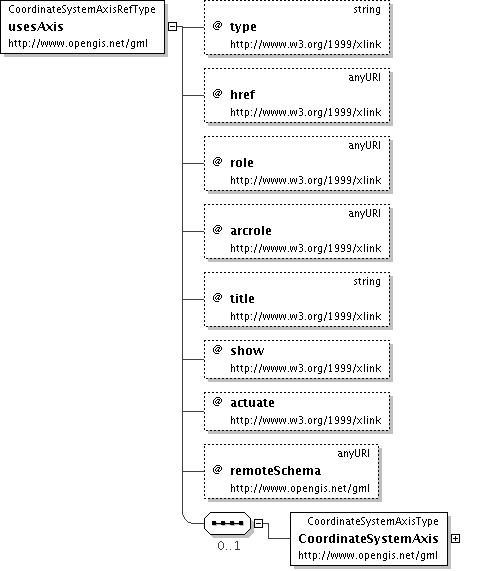 CoordinateSystemAxisRefType
usesAxis
http://www.opengis.net/gml
string
@ type
http://www.w3.org/1999/xlink
anyURI
@ href
http://www.w3.org/1999/xlink
anyURI
@ role
http://www.w3.org/1999/xlink
anyURI
@ arcrole
http://www.w3.org/1999/xlink
string
@ title
http://www.w3.org/1999/xlink
@ show
http://www.w3.org/1999/xlink
@ actuate
http://www.w3.org/1999/xlink
anyURI
@ remoteSchema
http://www.opengis.net/gml
0..1
CoordinateSystemAxisType
CoordinateSystemAxis
http://www.opengis.net/gml